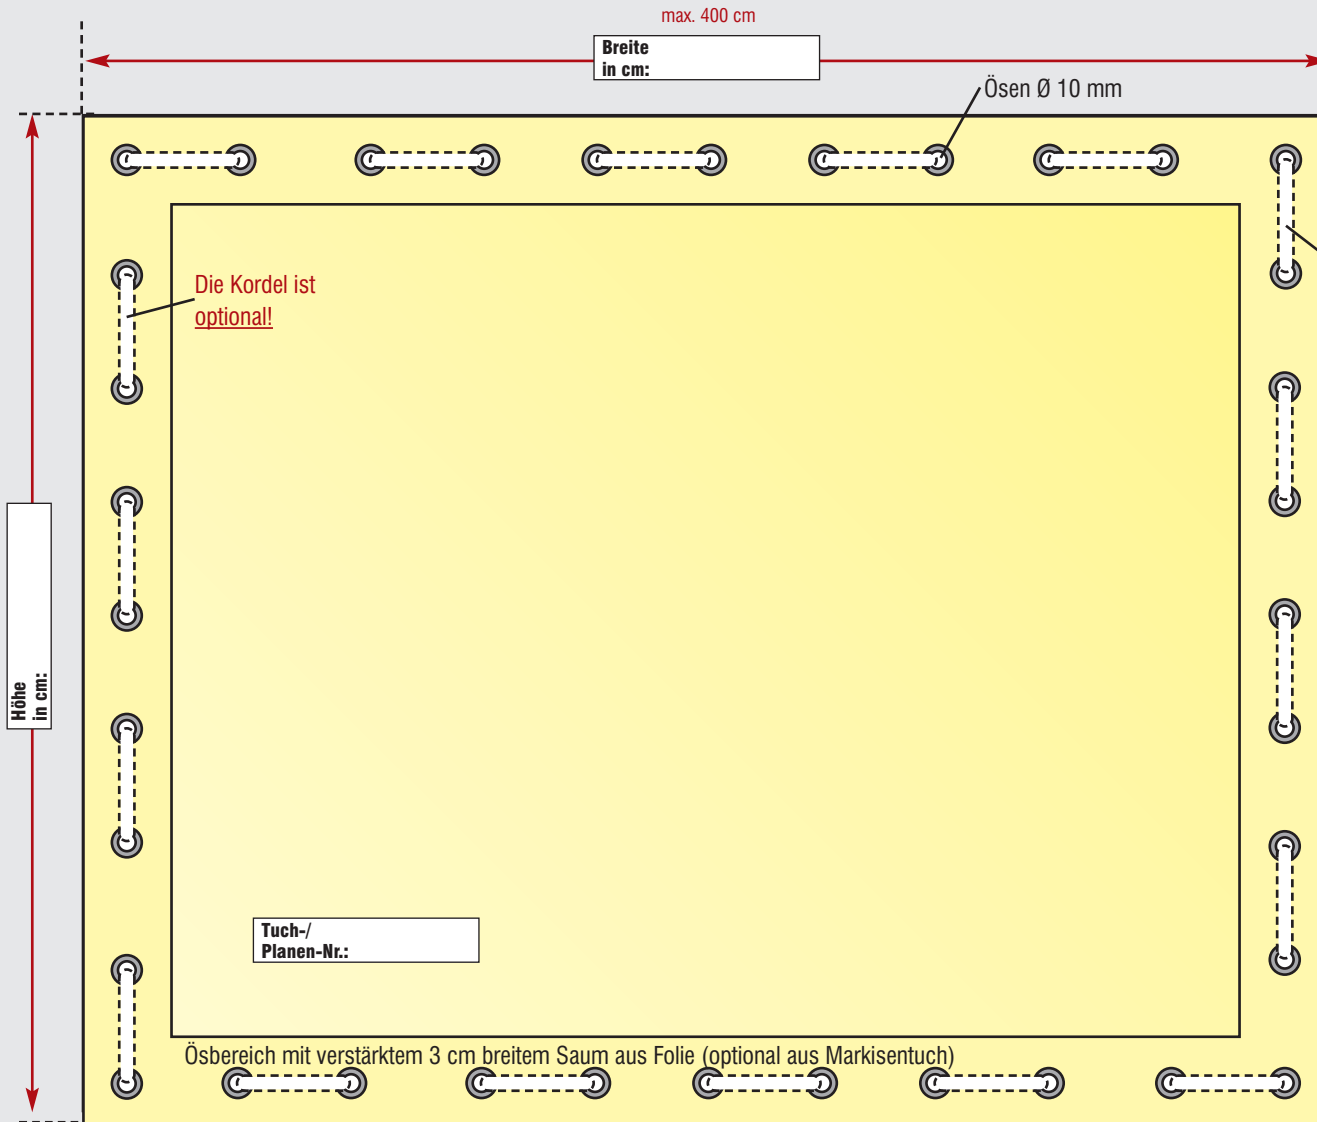 max. 400 cm
Breite
in cm:
Ösen Ø 10 mm
Die Kordel ist
optional!
Höhe
in cm:
Tuch-/
Planen-Nr.:
Ösbereich mit verstärktem 3 cm breitem Saum aus Folie (optional aus Markisentuch)